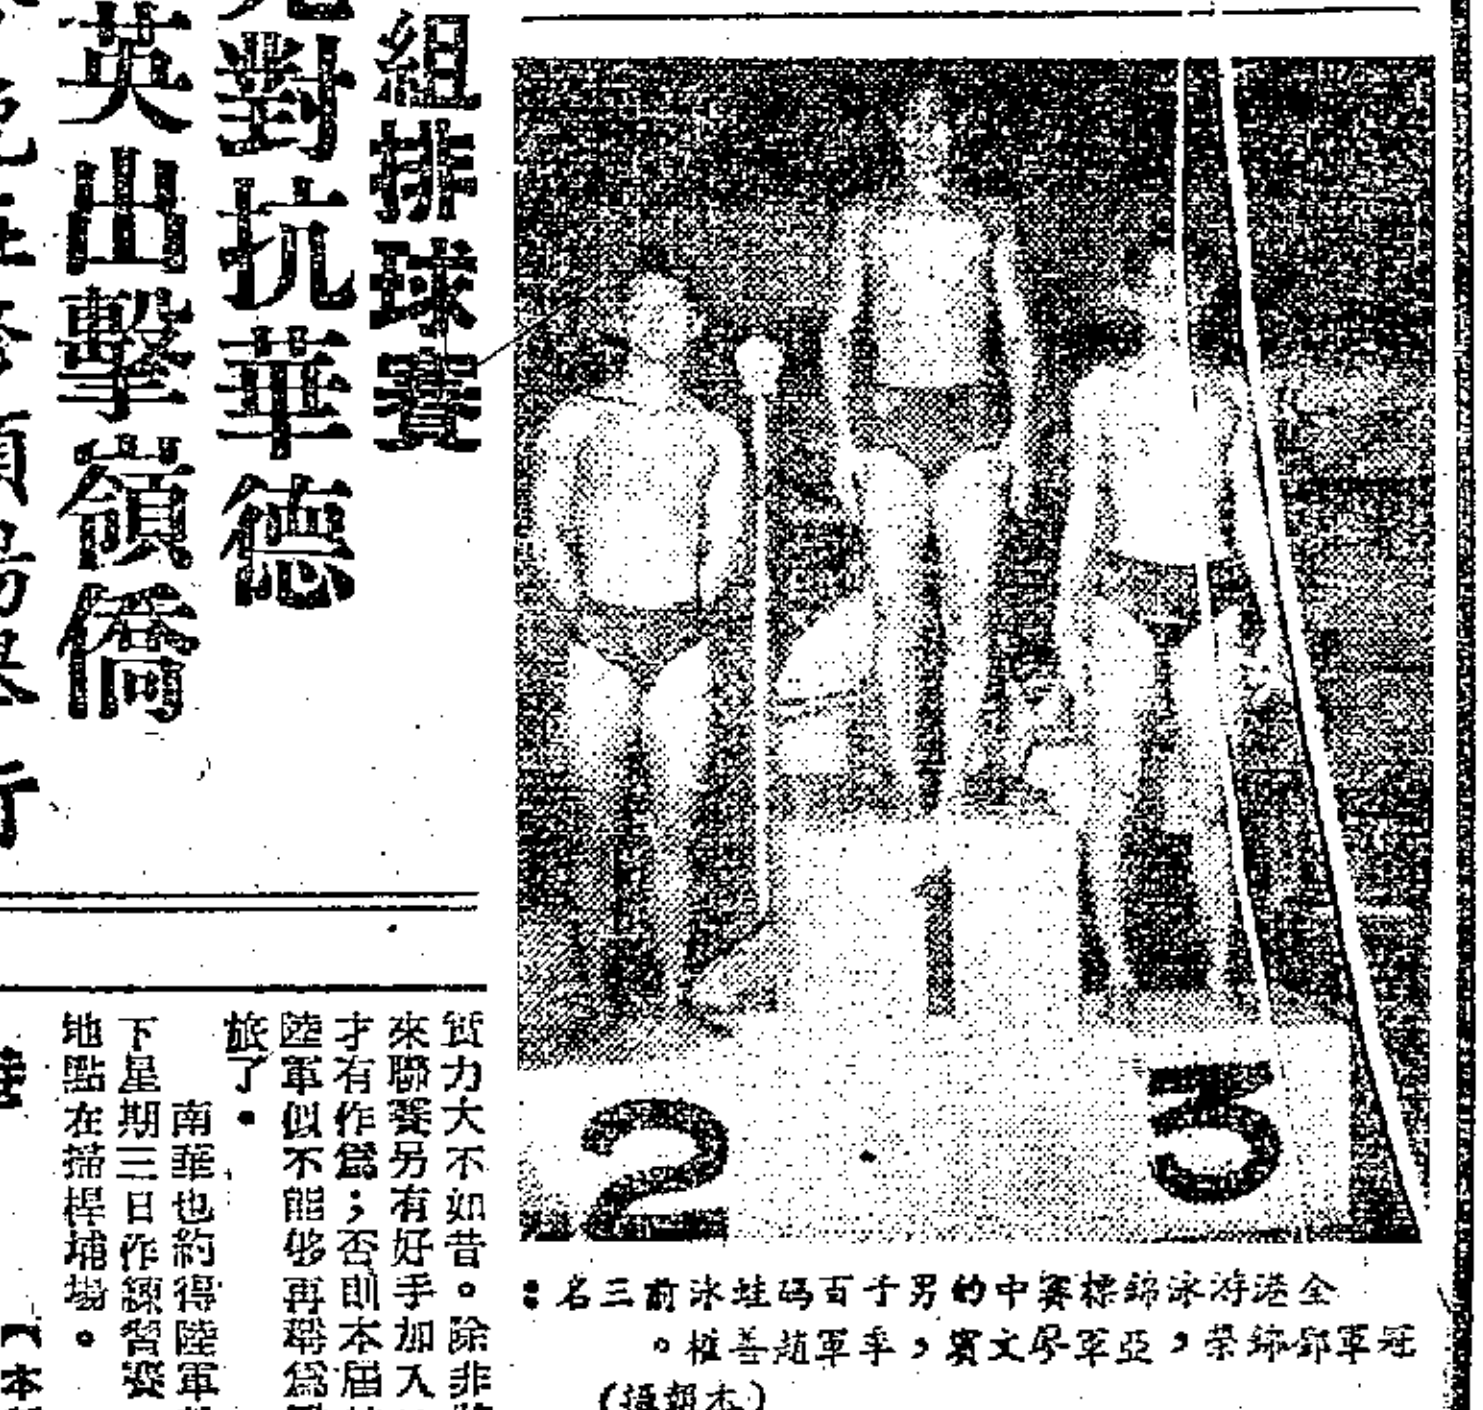 組排球賽
對抗華德
英出擊領僑
1
2
3
全港游泳錦標賽中的男子百碼蛙泳前三名：
冠軍鄒錦榮，亞軍廖文賓，季軍趙善權。
(本報攝)
實力大不如昔。除非
來聯賽另有好手加入
才有作爲；否則本屆
陸軍似不能够再稱爲
旅了。
南華也約得陸軍
下星期三日作練習賽
地點在掃桿埔場。
【本